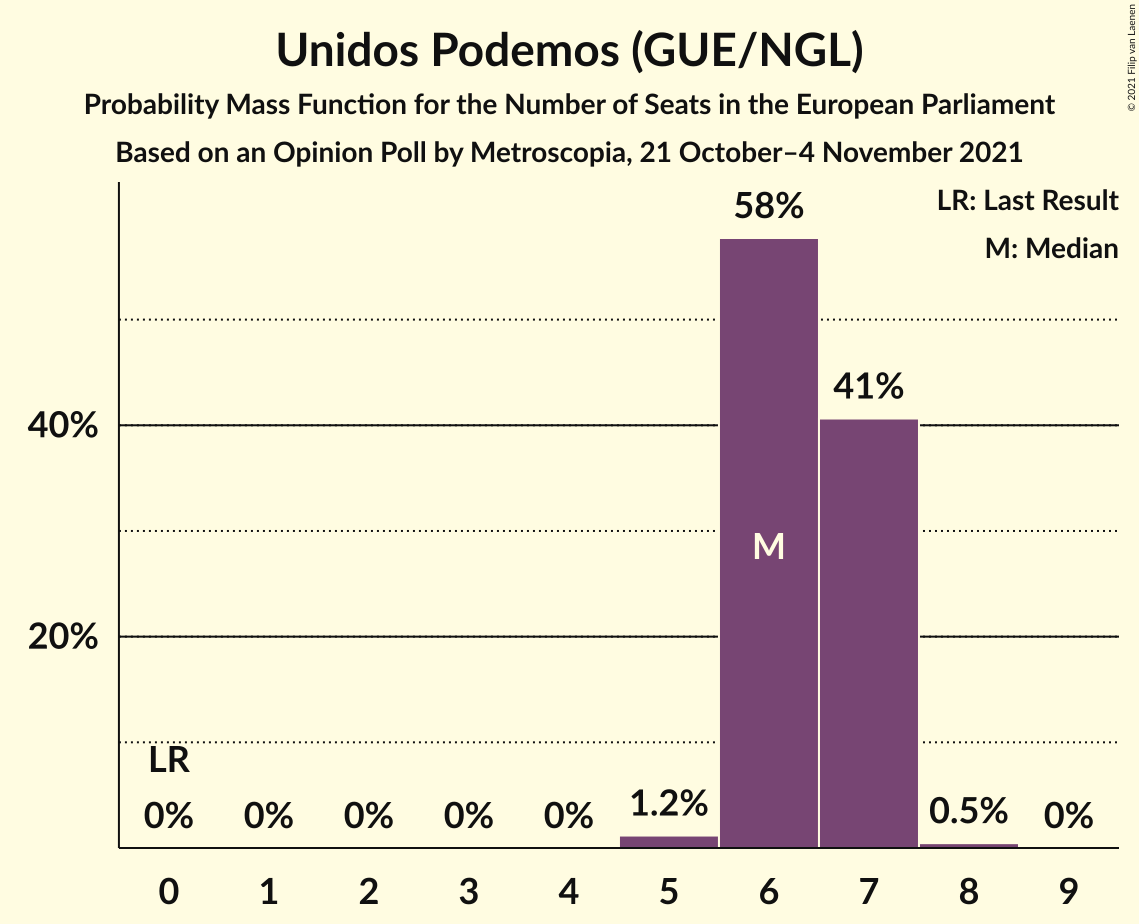 Unidos Podemos (GUE/NGL)
Probability Mass Function for the Number of Seats in the European Parliament
Based on an Opinion Poll by Metroscopia, 21 October–4 November 2021
© 2021 Filip van Laenen
LR: Last Result
M: Median
58%
41%
40%
M
20%
LR
0% 0% 0% 0% 0% 1.2% 0.5% 0%
0 1 2 3 4 5 6 7 8 9